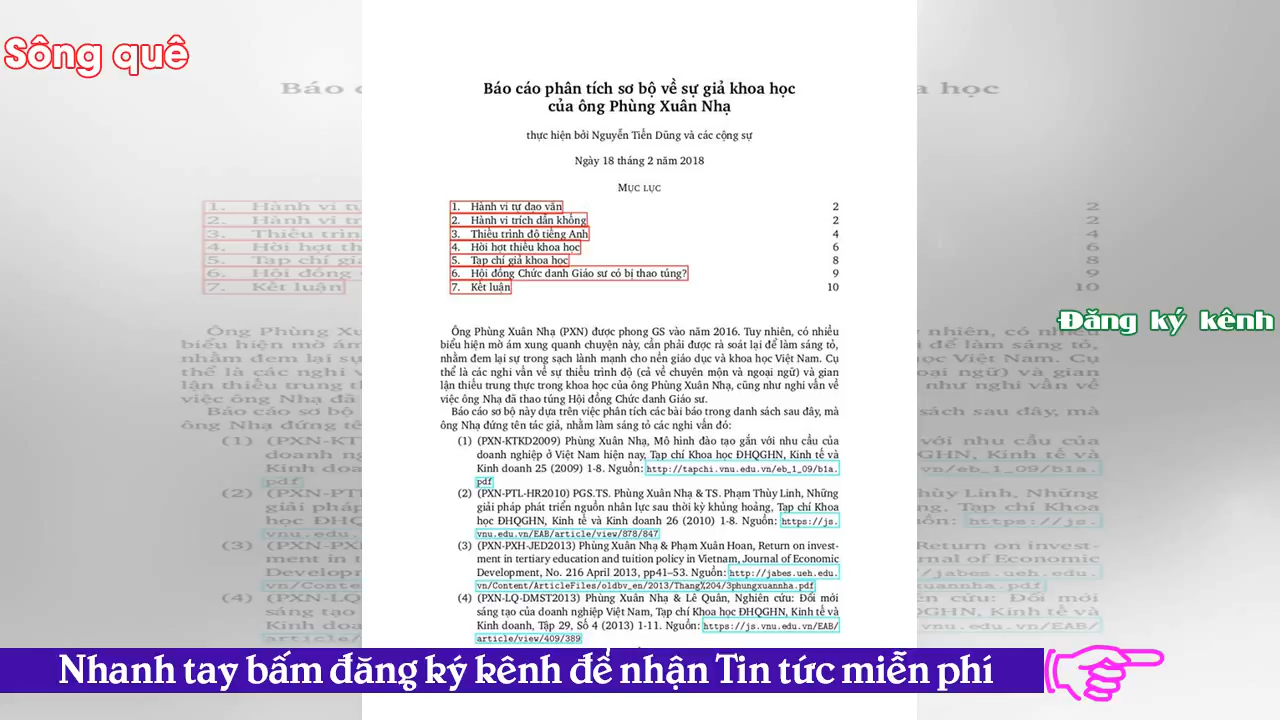 Sông quê
Báo cáo phân tích sơ bộ về sự giả khoa học
của ông Phùng Xuân Nhạ
thực hiện bởi Nguyễn Tiến Dũng và các cộng sự
Ngày 18 tháng 2 năm 2018
MỤC LỤC
1. Hành vi tự đạo văn 2
2. Hành vi trích dẫn khống 2
3. Thiếu trình độ tiếng Anh 4
4. Hời hợt thiếu khoa học 6
5. Tạp chí giả khoa học 8
6. Hội đồng Chức danh Giáo sư có bị thao túng? 9
7. Kết luận 10
Đăng ký kênh
Ông Phùng Xuân Nhạ (PXN) được phong GS vào năm 2016. Tuy nhiên, có nhiều
biểu hiện mờ ám xung quanh chuyện này, cần phải được rà soát lại để làm sáng tỏ,
nhằm đem lại sự trong sạch lành mạnh cho nền giáo dục và khoa học Việt Nam. Cụ
thể là các nghi vấn về sự thiếu trình độ (cả về chuyên môn và ngoại ngữ) và gian
lận thiếu trung thực trong khoa học của ông Phùng Xuân Nhạ, cũng như nghi vấn về
việc ông Nhạ đã thao túng Hội đồng Chức danh Giáo sư.
Báo cáo sơ bộ này dựa trên việc phân tích các bài báo trong danh sách sau đây, mà
ông Nhạ đứng tên tác giả, nhằm làm sáng tỏ các nghi vấn đó:
(1) (PXN-KTKD2009) Phùng Xuân Nhạ, Mô hình đào tạo gắn với nhu cầu của
doanh nghiệp ở Việt Nam hiện nay, Tạp chí Khoa học ĐHQGHN, Kinh tế và
Kinh doanh 25 (2009) 1-8. Nguồn: http://tapchi.vnu.edu.vn/eb_1_09/b1a.
pdf
(2) (PXN-PTL-HR2010) PGS.TS. Phùng Xuân Nhạ & TS. Phạm Thùy Linh, Những
giải pháp phát triển nguồn nhân lực sau thời kỳ khủng hoảng, Tạp chí Khoa
học ĐHQGHN, Kinh tế và Kinh doanh 26 (2010) 1-8. Nguồn: https://js.
vnu.edu.vn/EAB/article/view/878/847
(3) (PXN-PXH-JED2013) Phùng Xuân Nhạ & Phạm Xuân Hoan, Return on invest-
ment in tertiary education and tuition policy in Vietnam, Journal of Economic
Development, No. 216 April 2013, pp41–53. Nguồn: http://jabes.ueh.edu.
vn/Content/ArticleFiles/oldbv_en/2013/Thang%204/3phungxuannha.pdf
(4) (PXN-LQ-DMST2013) Phùng Xuân Nhạ & Lê Quân, Nghiên cứu: Đổi mới
sáng tạo của doanh nghiệp Việt Nam, Tạp chí Khoa học ĐHQGHN, Kinh tế và
Kinh doanh, Tập 29, Số 4 (2013) 1-11. Nguồn: https://js.vnu.edu.vn/EAB/
article/view/409/389
Nhanh tay bấm đăng ký kênh để nhận Tin tức miễn phí